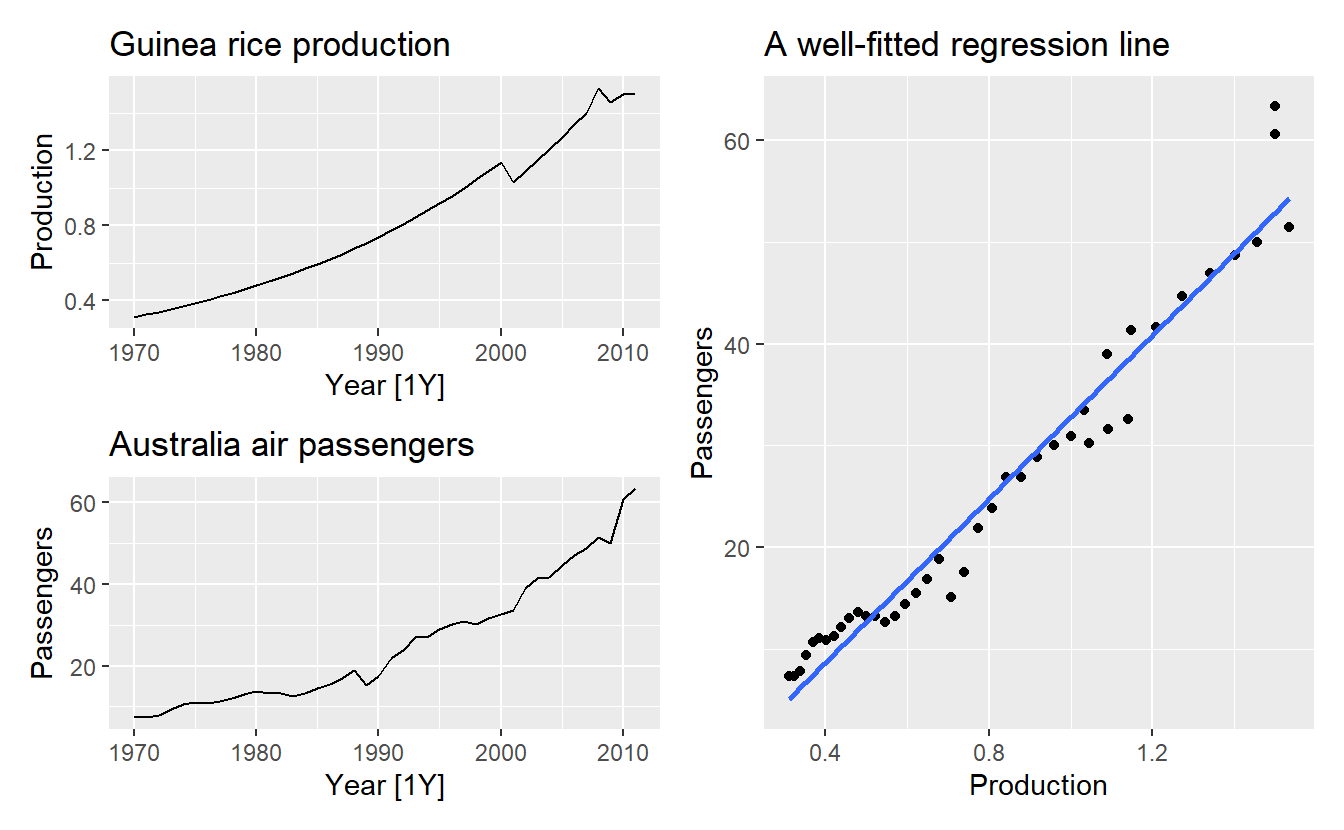 Guinea rice production
Production
1.2
0.8
0.4
1970 1980 1990 2000 2010
Year [1Y]
Australia air passengers
Passengers
60
40
20
1970 1980 1990 2000 2010
Year [1Y]
A well-fitted regression line
Passengers
60
40
20
0.4 0.8 1.2
Production